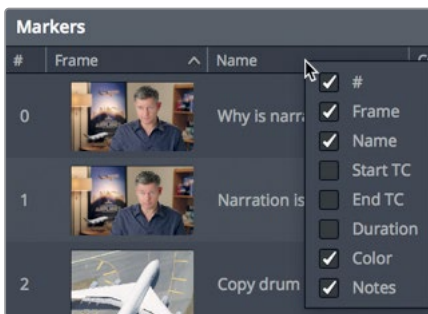 Markers
# Frame Name
0 Why is narr
1 Narration is
2 Copy drum
#
Frame
Name
Start TC
End TC
Duration
Color
Notes